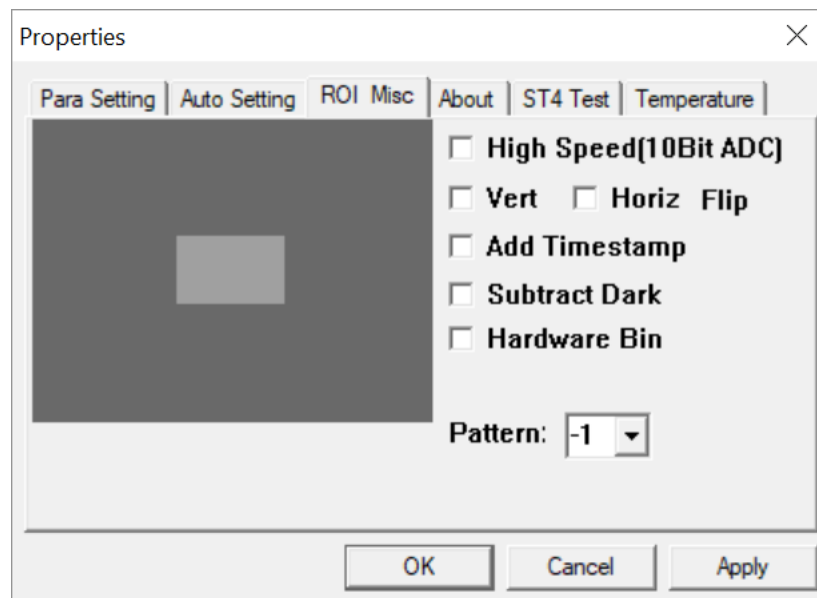 Properties
Para Setting Auto Setting ROI Misc About ST4 Test Temperature
High Speed(10Bit ADC)
Vert Horiz Flip
Add Timestamp
Subtract Dark
Hardware Bin
Pattern: -1
OK Cancel Apply